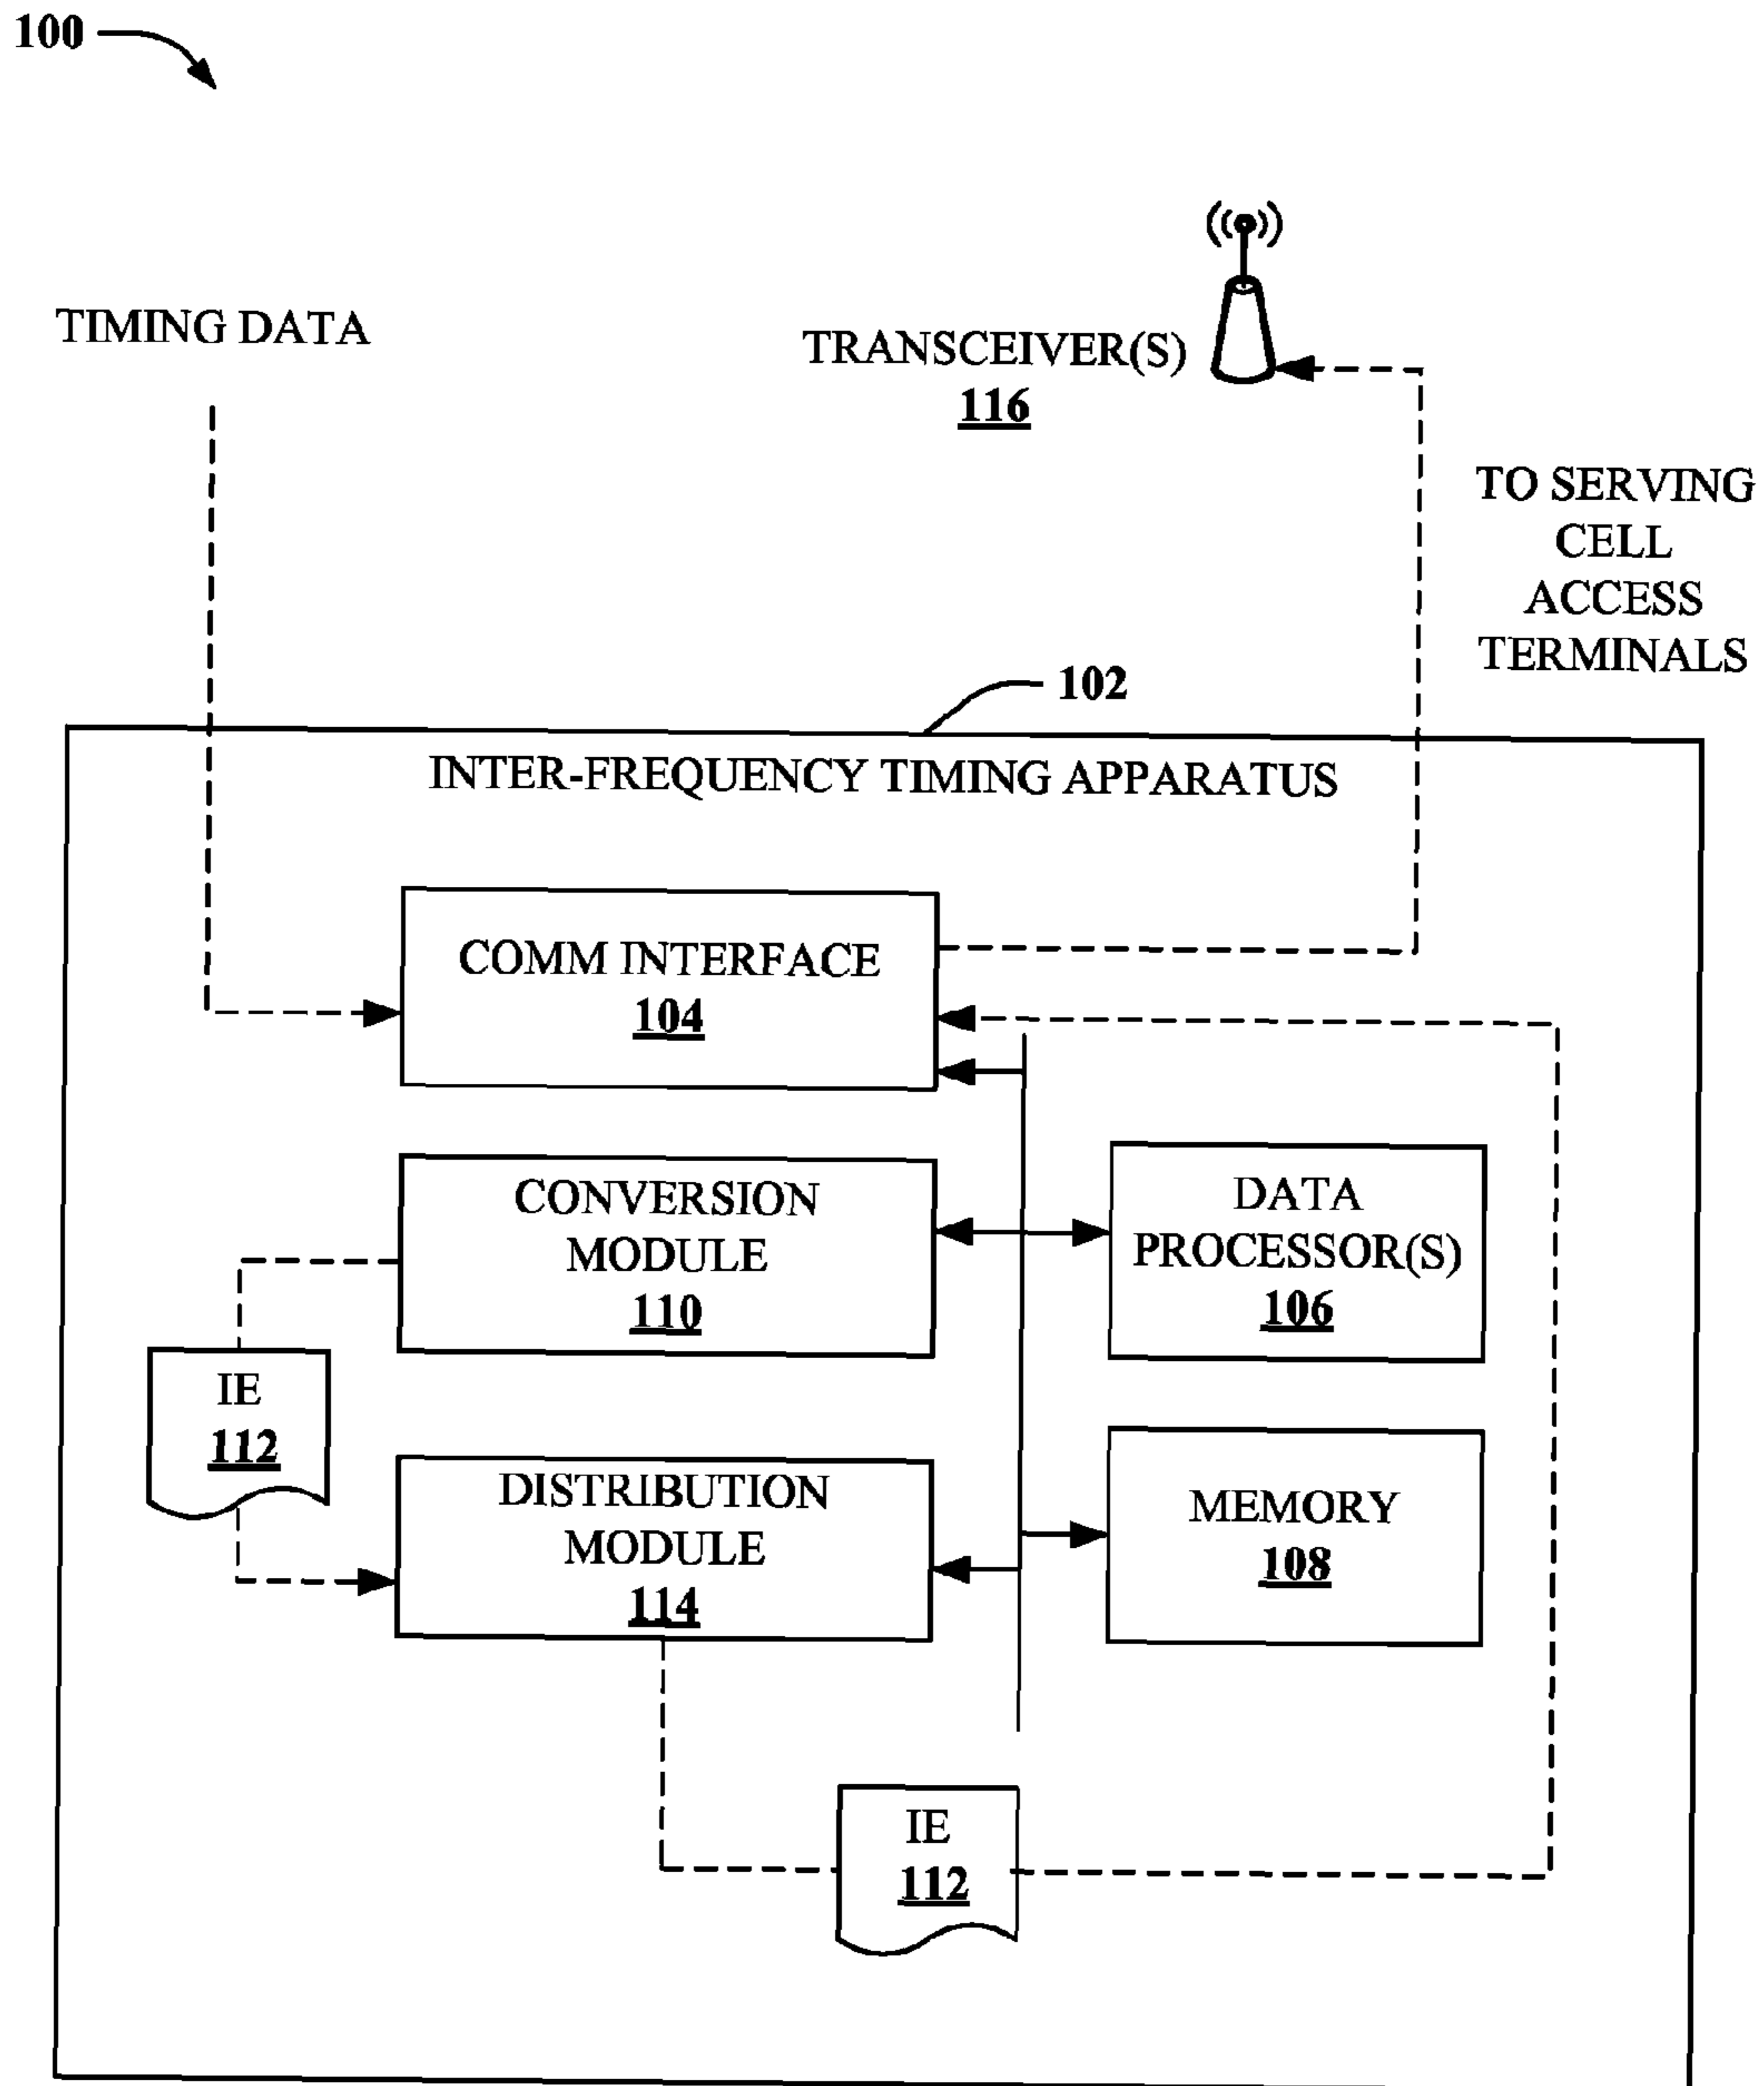 100
TIMING DATA
TRANSCEIVER(S)
116
TO SERVING
CELL
ACCESS
TERMINALS
102
INTER-FREQUENCY TIMING APPARATUS
COMM INTERFACE
104
CONVERSION
MODULE
110
DATA
PROCESSOR(S)
106
IE
112
DISTRIBUTION
MODULE
114
MEMORY
108
IE
112